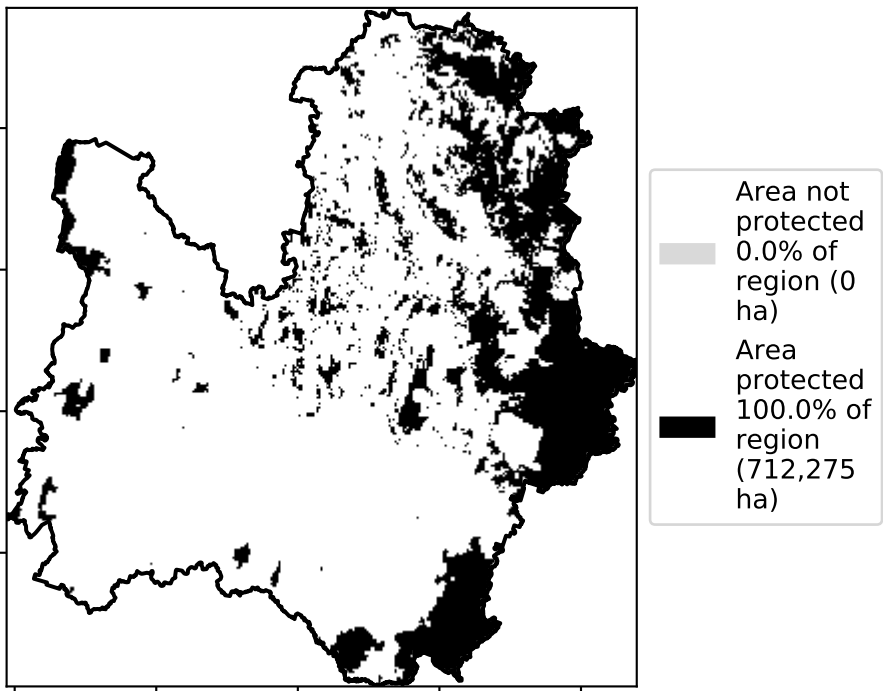 Area not
protected
0.0% of
region (0
ha)
Area
protected
100.0% of
region
(712,275
ha)